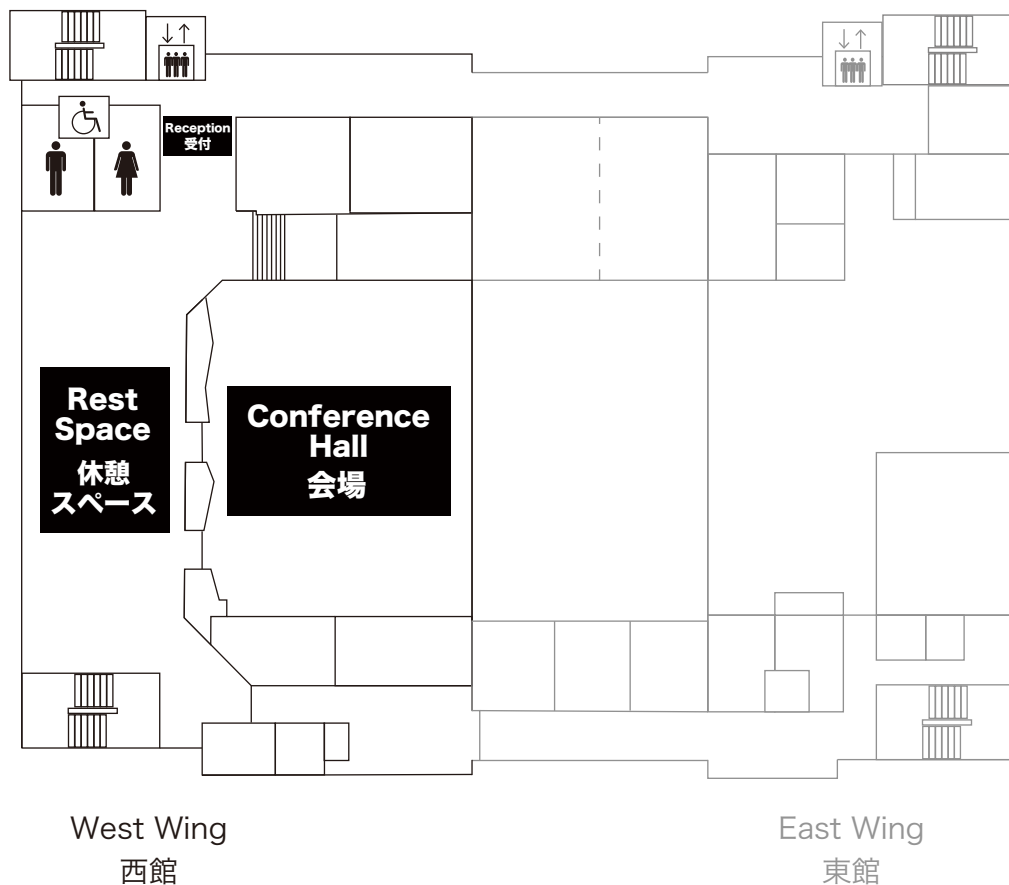 Reception
受付
Rest
Space
休憩
スペース
Conference
Hall
会場
West Wing
西館
East Wing
東館